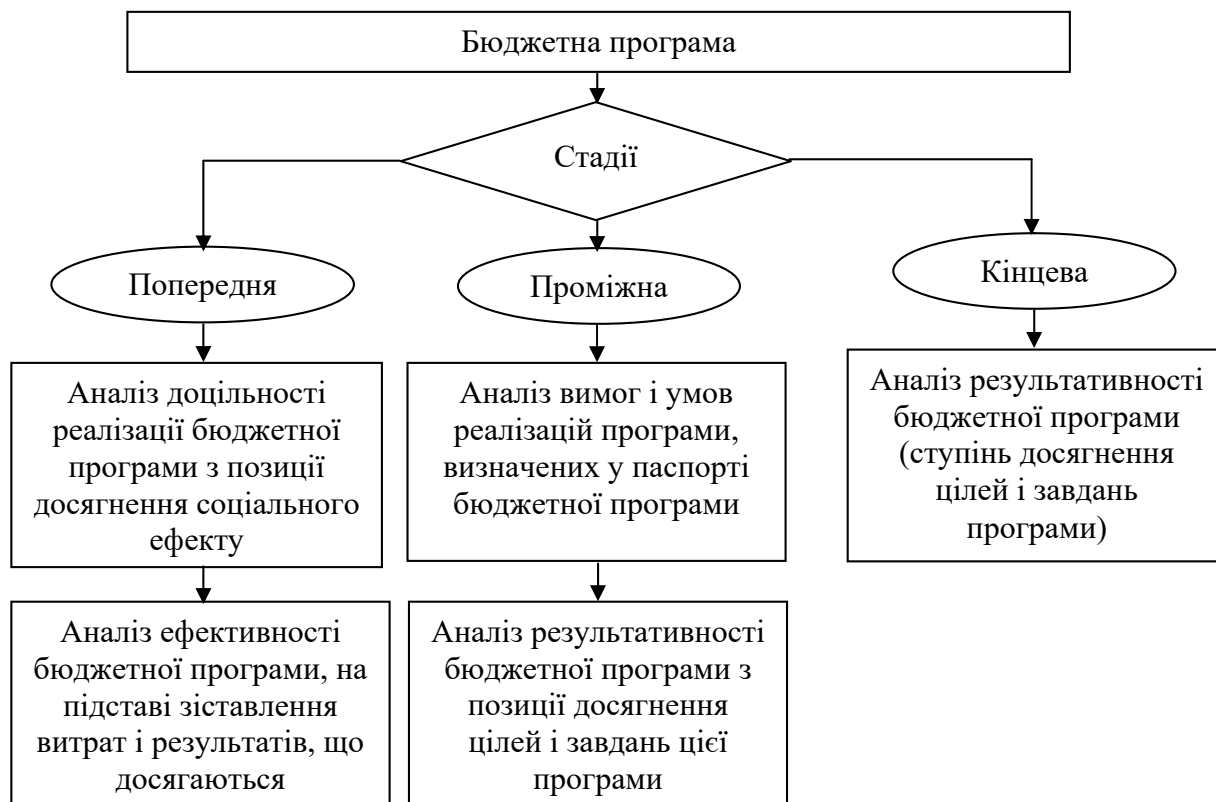 Бюджетна програма
Стадії
Попередня
Проміжна
Кінцева
Аналіз доцільності
реалізації бюджетної
програми з позиції
досягнення соціального
ефекту
Аналіз вимог і умов
реалізацій програми,
визначених у паспорті
бюджетної програми
Аналіз результативності
бюджетної програми
(ступінь досягнення
цілей і завдань
програми)
Аналіз ефективності
бюджетної програми, на
підставі зіставлення
витрат і результатів, що
досягаються
Аналіз результативності
бюджетної програми з
позиції досягнення
цілей і завдань цієї
програми